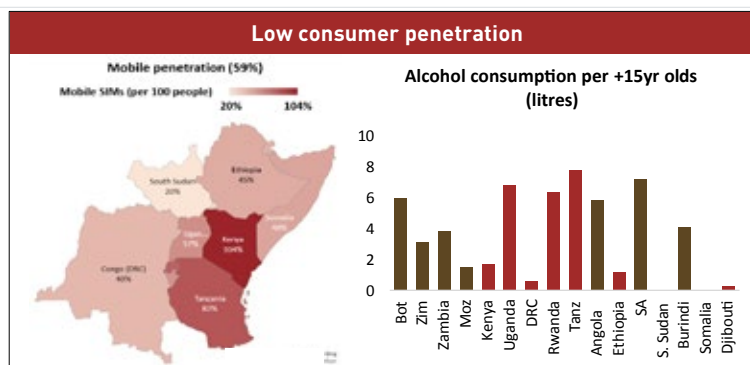 Low consumer penetration
Mobile penetration (59%)
Mobile SIMs (per 100 people)
20% 104%
Ethiopia
45%
South Sudan
20%
Somalia
Kenya
104%
Congo (DRC)
Tanzania
82%
Alcohol consumption per +15yr olds
(litres)
10
8
6
4
2
0
Bot
Zim
Zambia
Moz
Kenya
Uganda
DRC
Rwanda
Tanz
Angola
Ethiopia
SA
S. Sudan
Burindi
Somalia
Djibouti